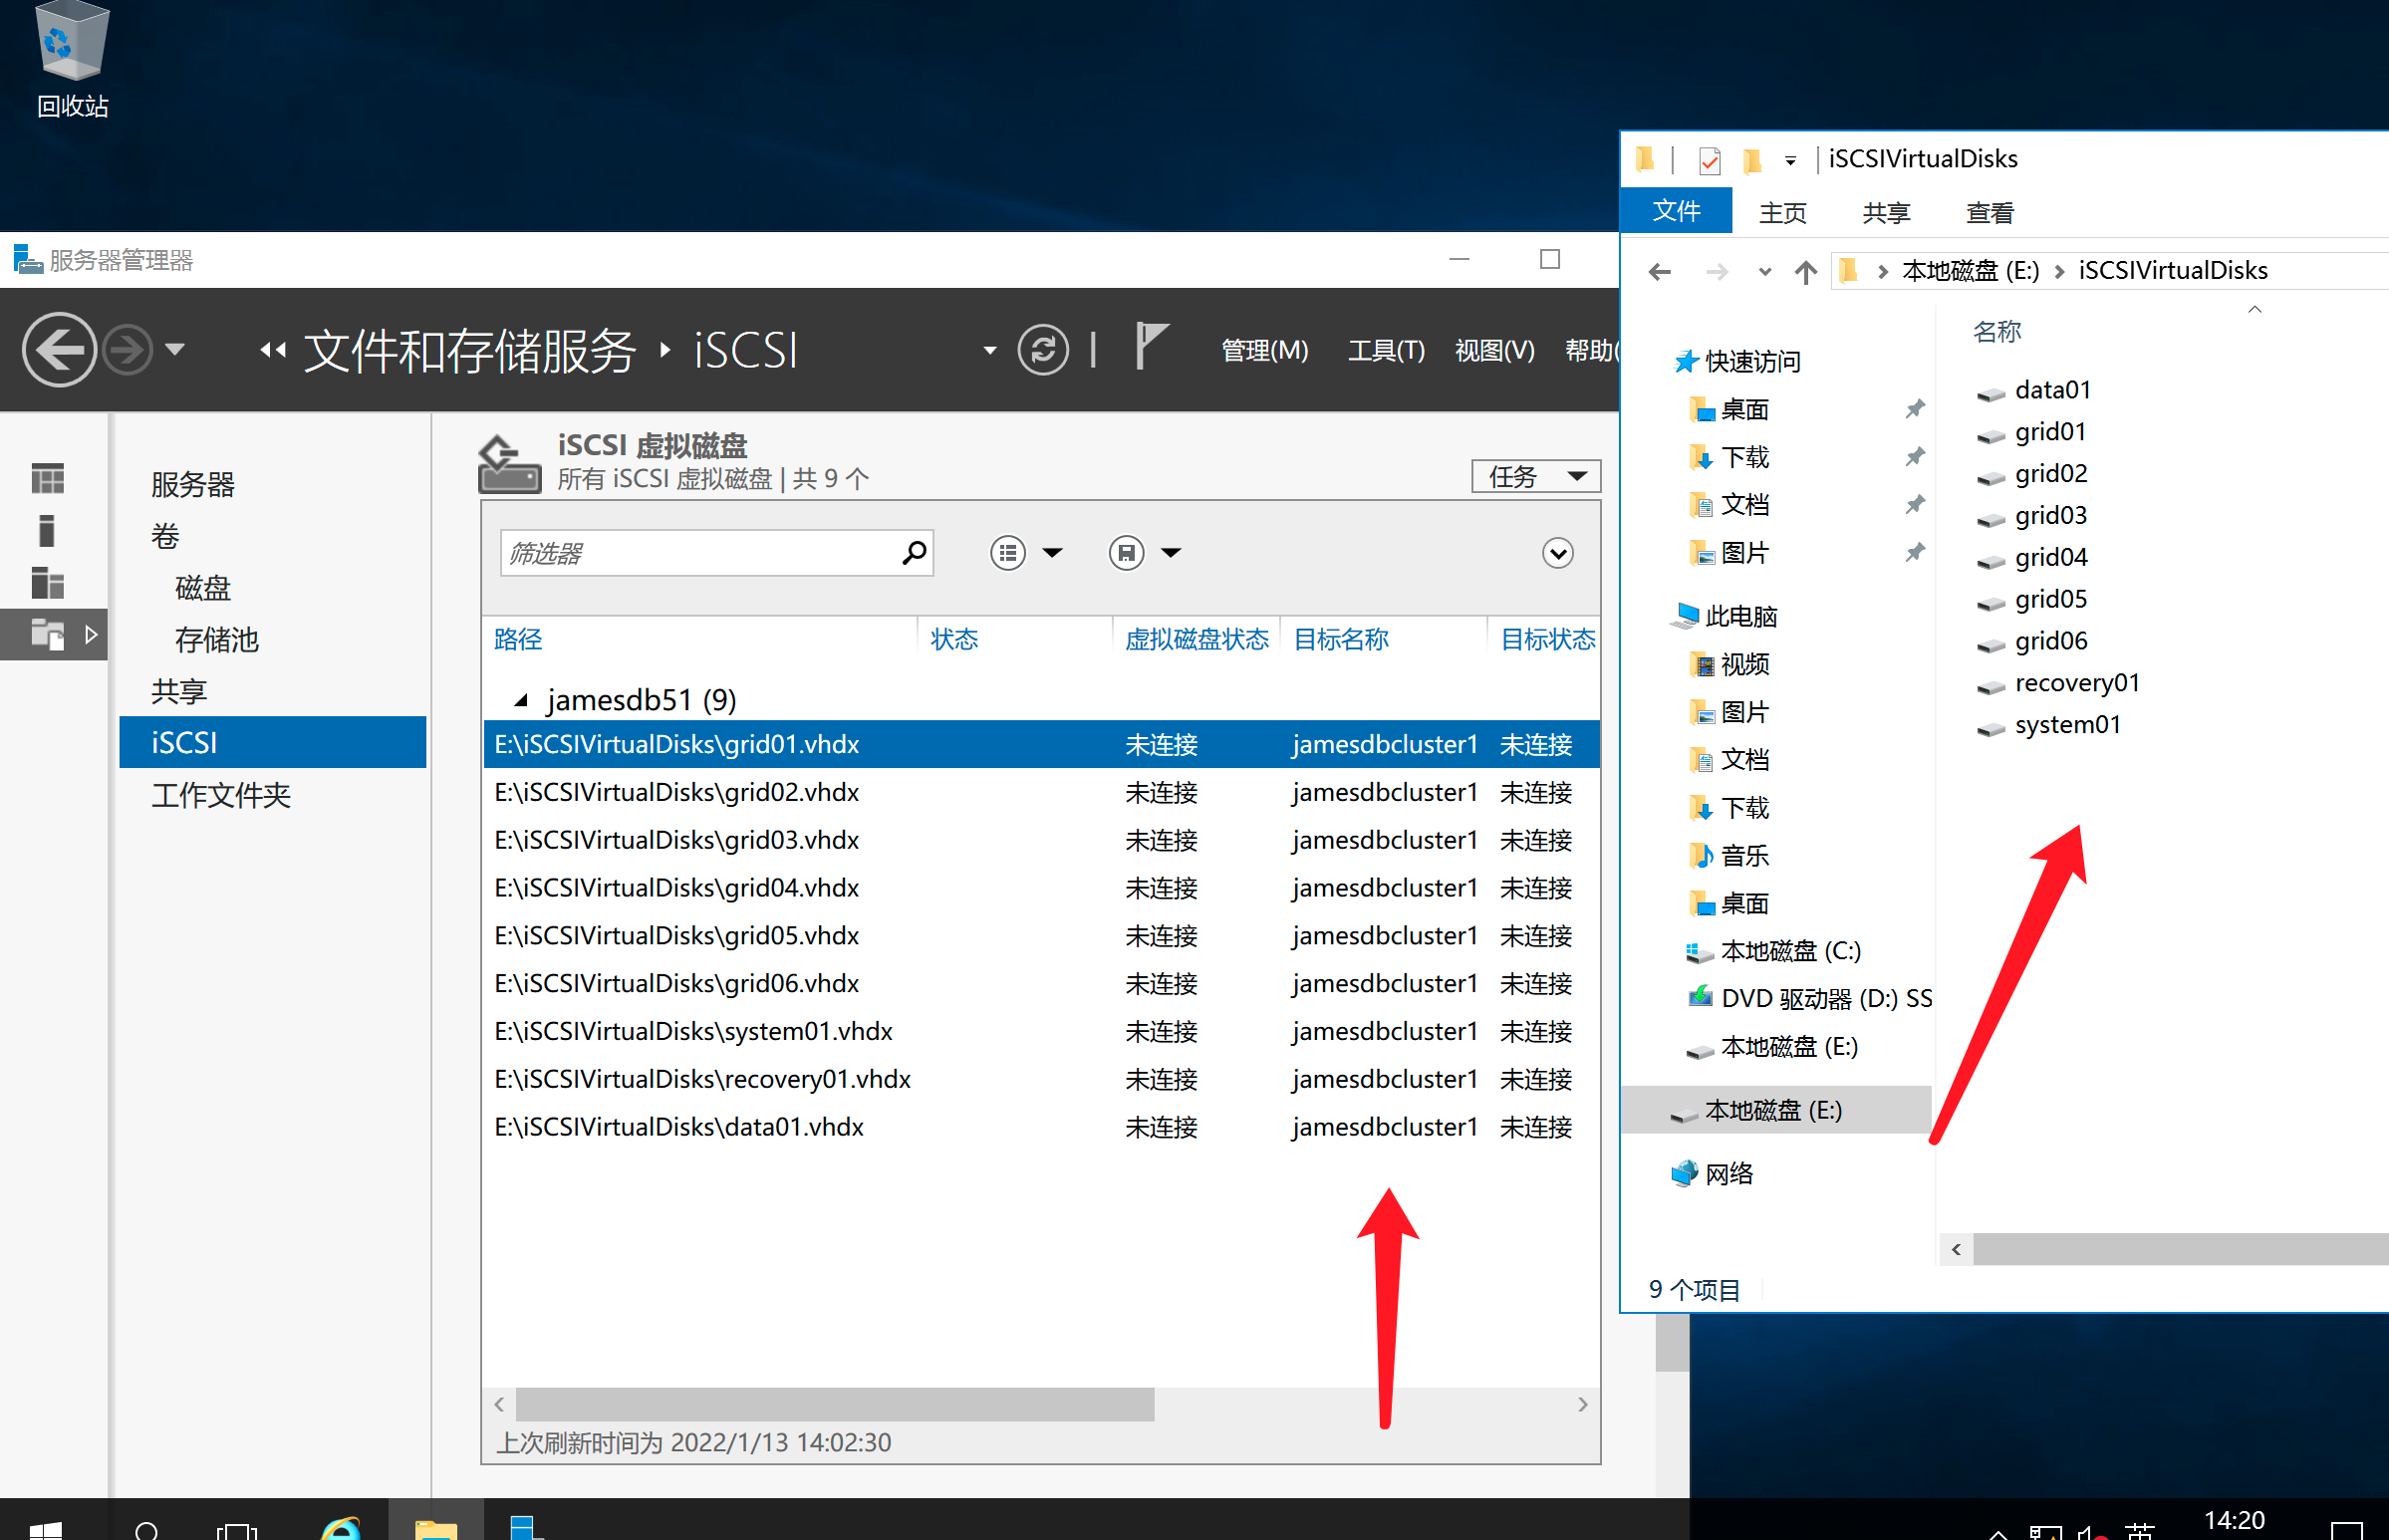 回收站
服务器管理器
文件和存储服务 iSCSI
管理(M) 工具(T) 视图(V) 帮助(
服务器
卷
磁盘
存储池
共享
iSCSI
工作文件夹
iSCSI 虚拟磁盘
所有 iSCSI 虚拟磁盘 | 共 9 个
任务
筛选器
路径 状态 虚拟磁盘状态 目标名称 目标状态
jamesdb51 (9)
E:\iSCSIVirtualDisks\grid01.vhdx 未连接 jamesdbcluster1 未连接
E:\iSCSIVirtualDisks\grid02.vhdx 未连接 jamesdbcluster1 未连接
E:\iSCSIVirtualDisks\grid03.vhdx 未连接 jamesdbcluster1 未连接
E:\iSCSIVirtualDisks\grid04.vhdx 未连接 jamesdbcluster1 未连接
E:\iSCSIVirtualDisks\grid05.vhdx 未连接 jamesdbcluster1 未连接
E:\iSCSIVirtualDisks\grid06.vhdx 未连接 jamesdbcluster1 未连接
E:\iSCSIVirtualDisks\system01.vhdx 未连接 jamesdbcluster1 未连接
E:\iSCSIVirtualDisks\recovery01.vhdx 未连接 jamesdbcluster1 未连接
E:\iSCSIVirtualDisks\data01.vhdx 未连接 jamesdbcluster1 未连接
上次刷新时间为 2022/1/13 14:02:30
iSCSIVirtualDisks
文件 主页 共享 查看
本地磁盘 (E:) iSCSIVirtualDisks
快速访问
桌面
下载
文档
图片
此电脑
视频
图片
文档
下载
音乐
桌面
本地磁盘 (C:)
DVD 驱动器 (D:) SS
本地磁盘 (E:)
本地磁盘 (E:)
网络
名称
data01
grid01
grid02
grid03
grid04
grid05
grid06
recovery01
system01
9 个项目
英
14:20